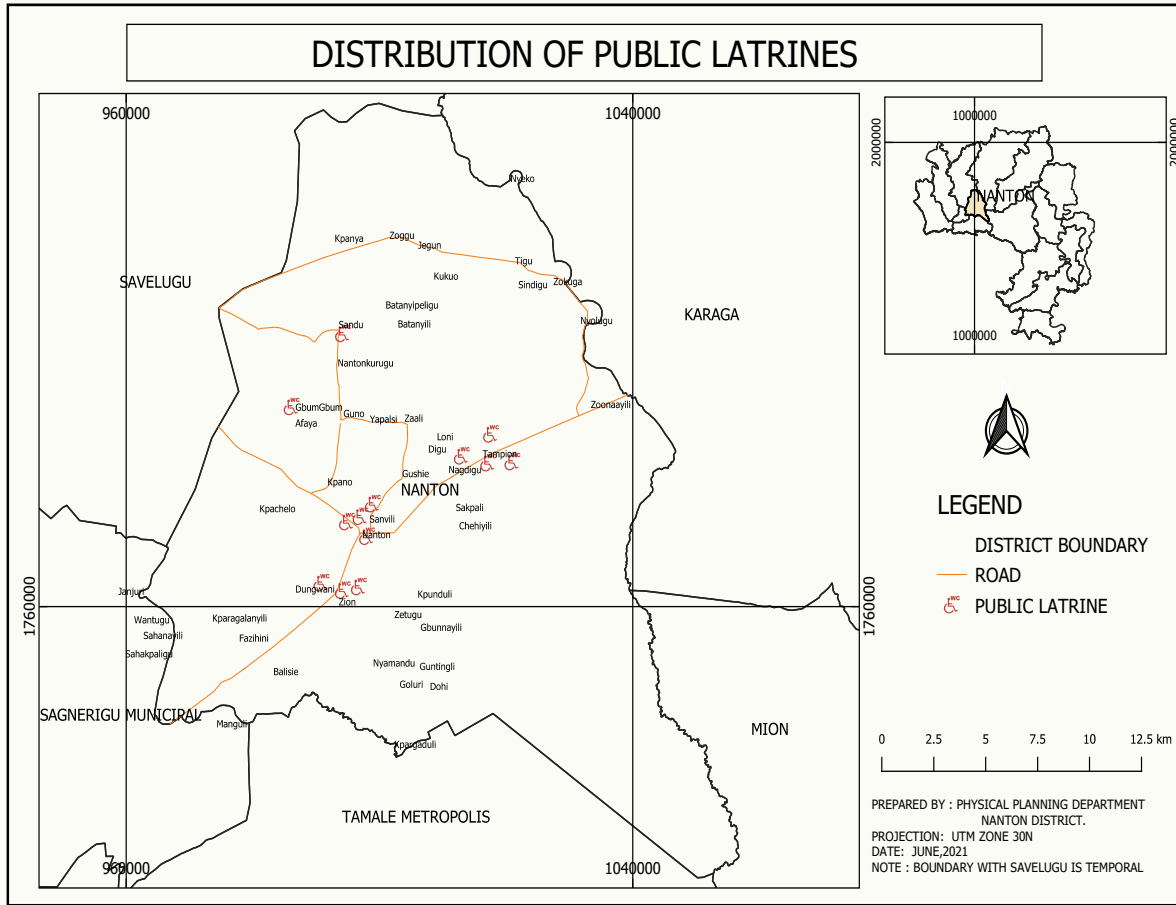 DISTRIBUTION OF PUBLIC LATRINES
960000
1040000
Nyeko
Kpanya
Zoggu
Jegun
Tigu
Kukuo
SAVELUGU
Sindigu
Zokuga
Batanyipeligu
KARAGA
Sandu
Batanyili
Nyolugu
Nantonkurugu
GbumGbum
Guno
Yapalsi
Zaali
Zoonaayili
Afaya
Loni
Digu
Tampion
Nagdigu
Gushie
Kpano
NANTON
Kpachelo
Sakpali
Sanvili
Chehiyili
Nanton
Janjuri
Dungwani
Kpunduli
Zion
1760000
1760000
Wantugu
Kparagalanyili
Zetugu
Sahanayili
Fazihini
Gbunnayili
Sahakpaligu
Nyamandu
Guntingli
Balisie
Goluri
Dohi
SAGNERIGU MUNICIRAL
Manguli
MION
Kpargaduli
TAMALE METROPOLIS
960000
1040000
1000000
2000000
2000000
NANTON
1000000
LEGEND
DISTRICT BOUNDARY
ROAD
WC
PUBLIC LATRINE
0 2.5 5 7.5 10 12.5 km
PREPARED BY : PHYSICAL PLANNING DEPARTMENT
NANTON DISTRICT.
PROJECTION: UTM ZONE 30N
DATE: JUNE,2021
NOTE : BOUNDARY WITH SAVELUGU IS TEMPORAL